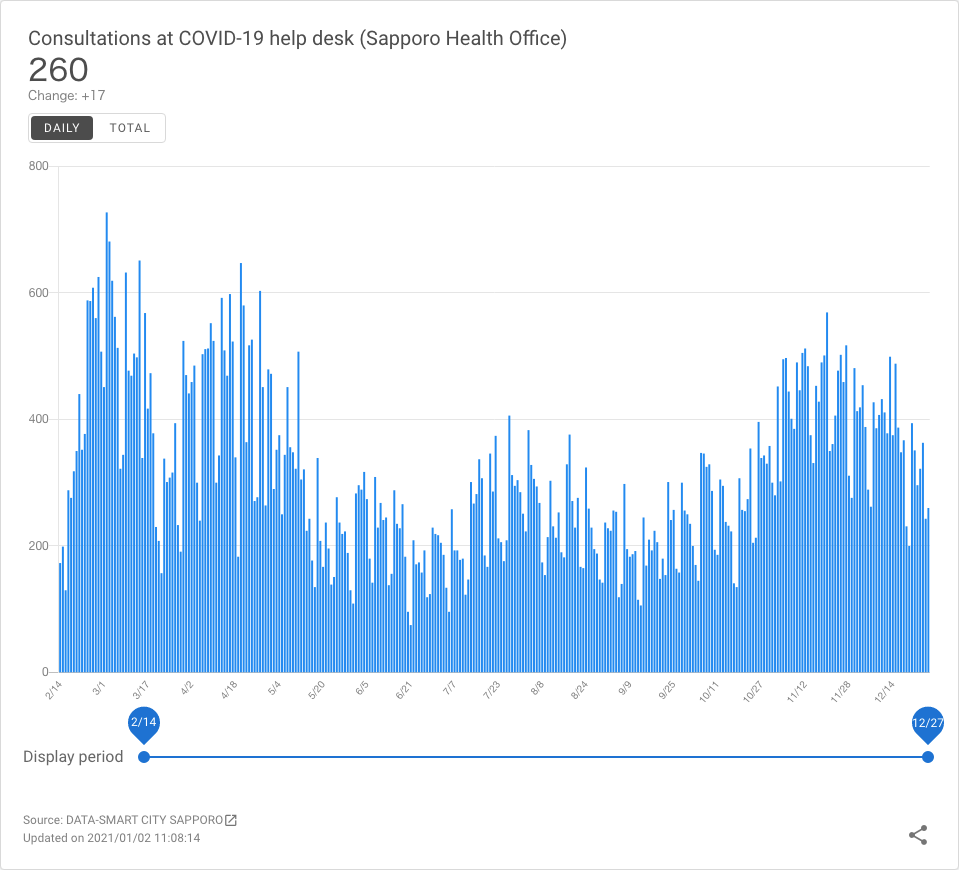 Consultations at COVID-19 help desk (Sapporo Health Office)
260
Change: +17
DAILY TOTAL
800
600
400
200
0
2/14 3/1 3/17 4/2 4/18 5/4 5/20 6/5 6/21 7/7 7/23 8/8 8/24 9/9 9/25 10/11 10/27 11/12 11/28 12/14
2/14 12/27
Display period
Source: DATA-SMART CITY SAPPORO
Updated on 2021/01/02 11:08:14